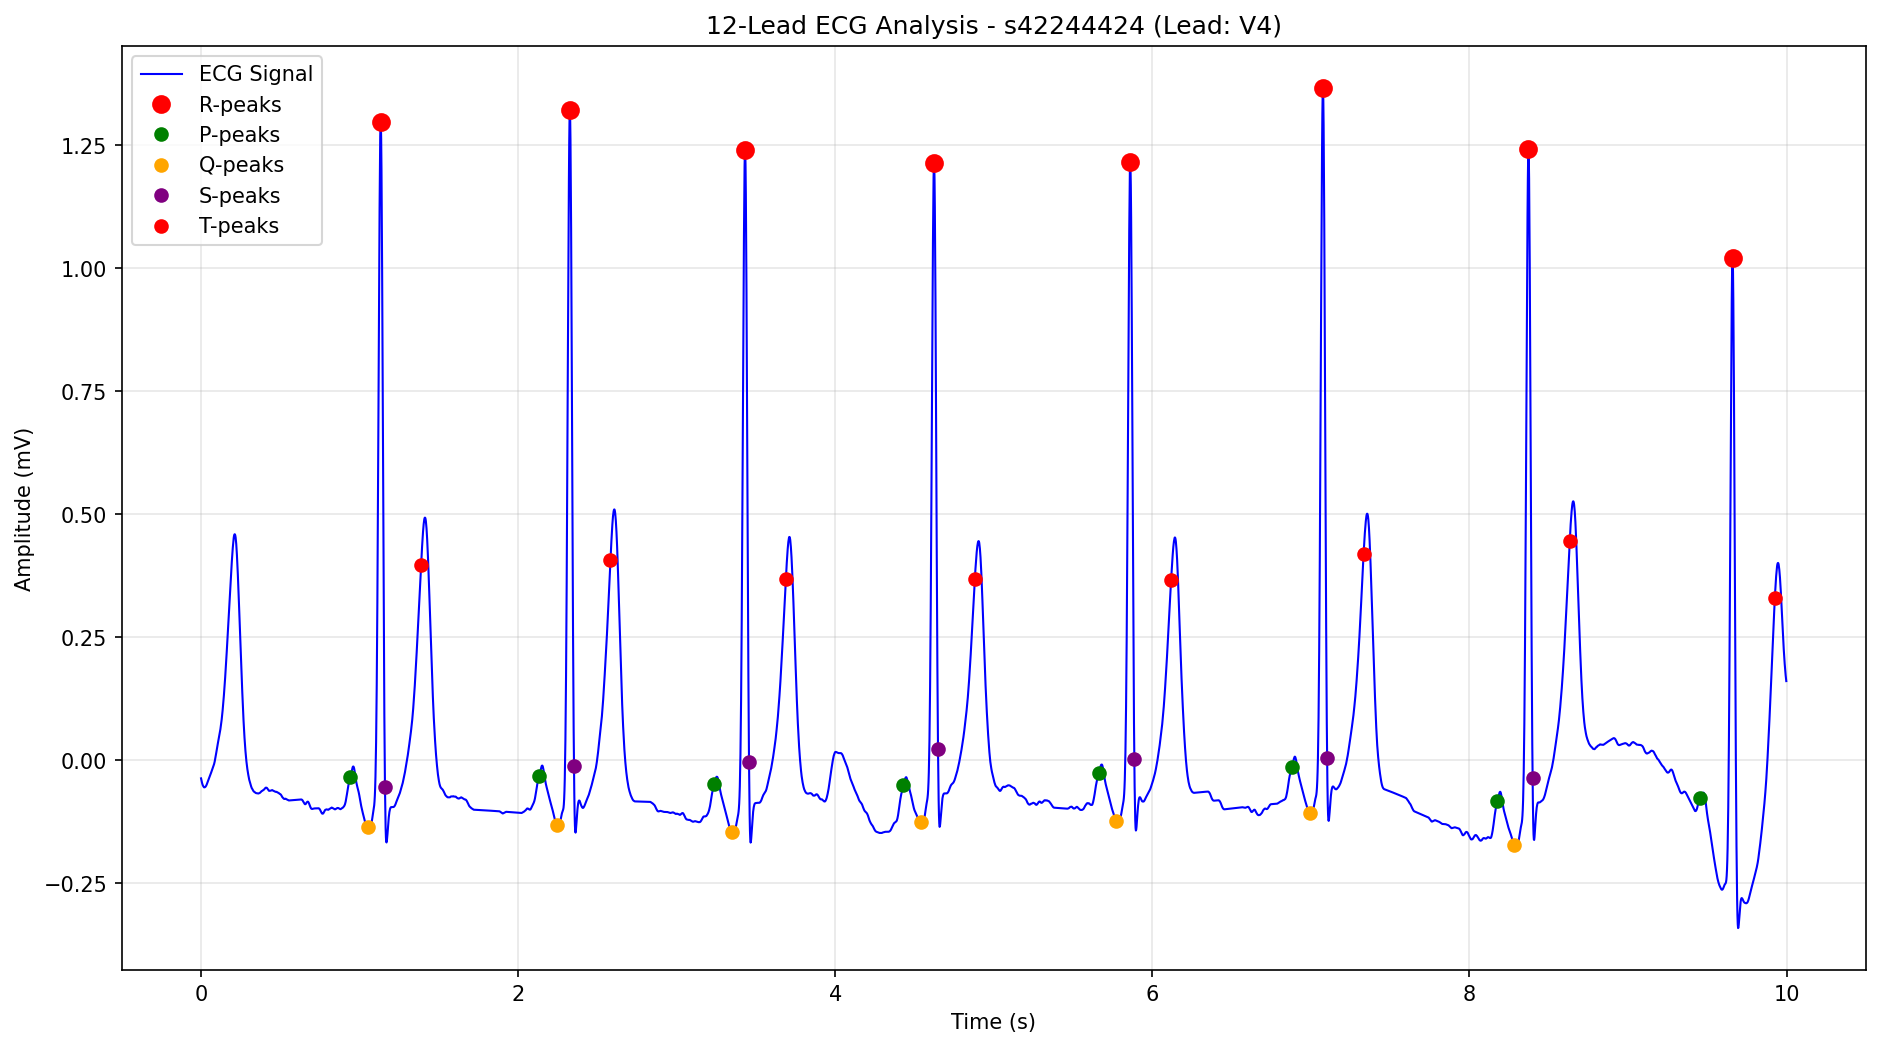 12-Lead ECG Analysis - s42244424 (Lead: V4)
ECG Signal
R-peaks
P-peaks
Q-peaks
S-peaks
T-peaks
Amplitude (mV)
1.25
1.00
0.75
0.50
0.25
0.00
−0.25
0 2 4 6 8 10
Time (s)